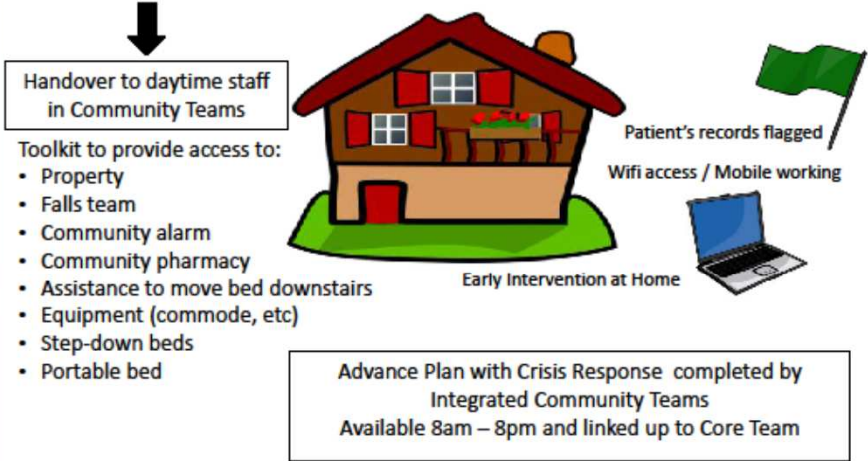 Handover to daytime staff
in Community Teams
Toolkit to provide access to:
• Property
• Falls team
• Community alarm
• Community pharmacy
• Assistance to move bed downstairs
• Equipment (commode, etc)
• Step-down beds
• Portable bed
Patient's records flagged
Wifi access / Mobile working
Early Intervention at Home
Advance Plan with Crisis Response completed by
Integrated Community Teams
Available 8am – 8pm and linked up to Core Team